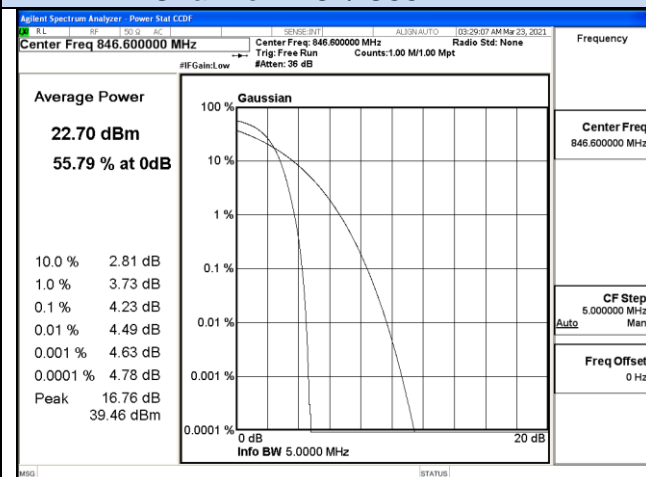 Agilent Spectrum Analyzer - Power Stat CCDF
RL RF 50 Ω AC SENSE:INT ALIGN AUTO 03:29:07 AM Mar 23, 2021
Center Freq 846.600000 MHz
Center Freq: 846.600000 MHz Radio Std: None
Trig: Free Run Counts:1.00 M/1.00 Mpt
#IFGain:Low #Atten: 36 dB
Frequency
Average Power
22.70 dBm
55.79 % at 0dB
10.0 % 2.81 dB
1.0 % 3.73 dB
0.1 % 4.23 dB
0.01 % 4.49 dB
0.001 % 4.63 dB
0.0001 % 4.78 dB
Peak 16.76 dB
39.46 dBm
Gaussian
100 %
10 %
1 %
0.1 %
0.01 %
0.001 %
0.0001 %
0 dB 20 dB
Info BW 5.0000 MHz
Center Freq
846.600000 MHz
CF Step
5.000000 MHz
Auto Man
Freq Offset
0 Hz
MSG STATUS